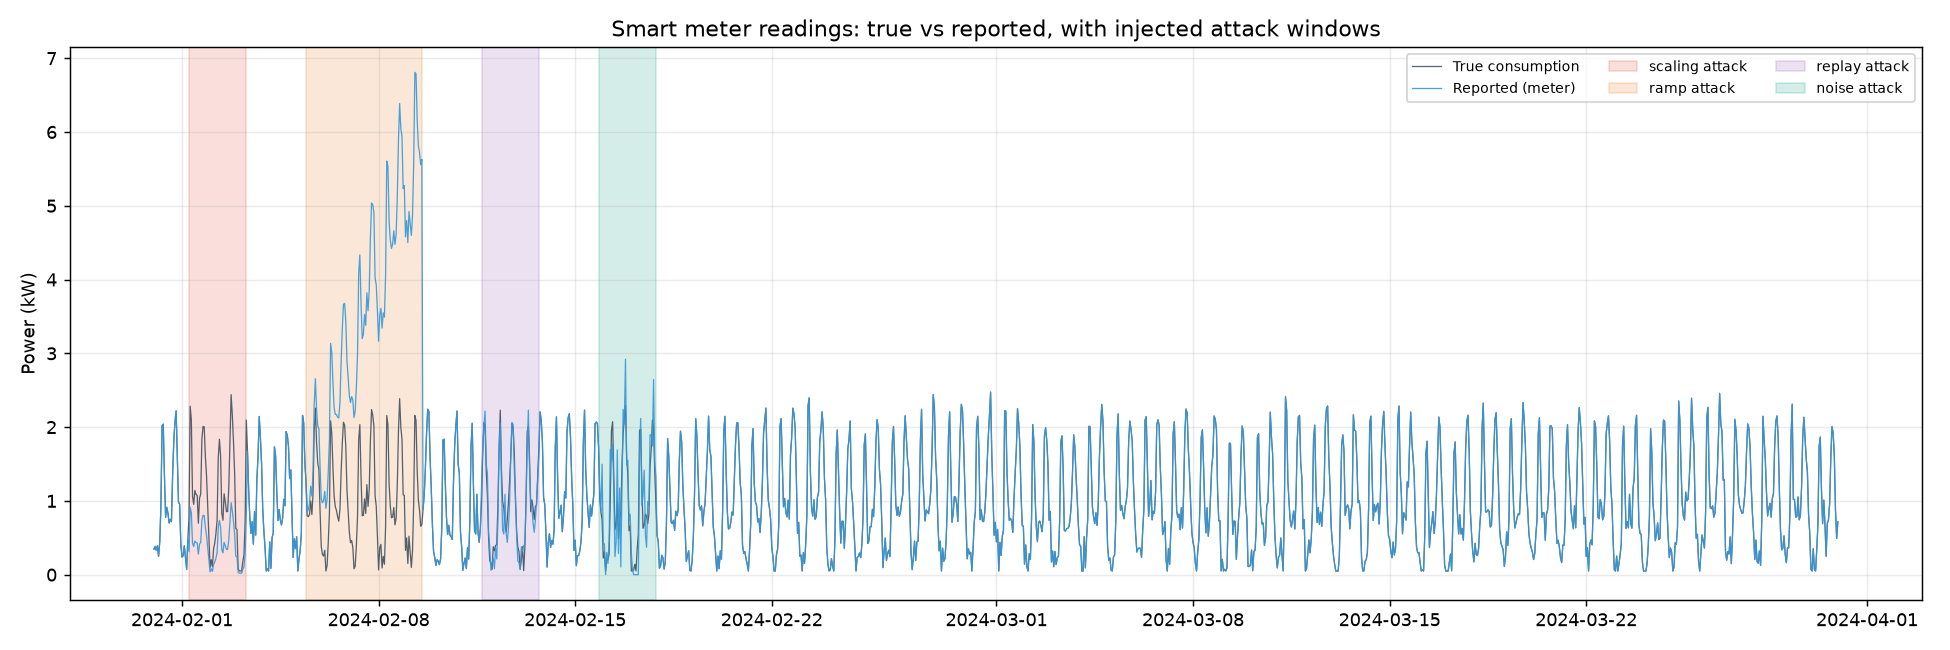 Smart meter readings: true vs reported, with injected attack windows
True consumption
Reported (meter)
scaling attack
ramp attack
replay attack
noise attack
Power (kW)
7
6
5
4
3
2
1
0
2024-02-01 2024-02-08 2024-02-15 2024-02-22 2024-03-01 2024-03-08 2024-03-15 2024-03-22 2024-04-01